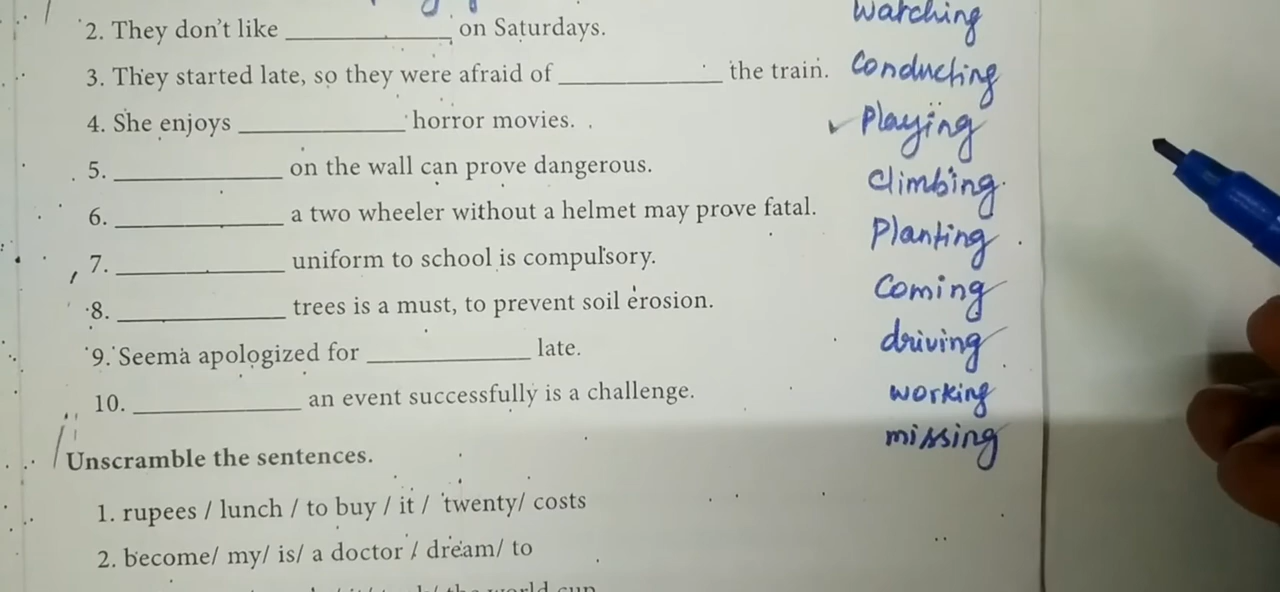 2. They don't like ____________ on Saturdays. Watching
3. They started late, so they were afraid of ____________ the train. Conducting
4. She enjoys ____________ horror movies. ✓ Playing
5. ____________ on the wall can prove dangerous. Climbing
6. ____________ a two wheeler without a helmet may prove fatal. Planting
7. ____________ uniform to school is compulsory. Coming
8. ____________ trees is a must, to prevent soil erosion. driving
9. Seema apologized for ____________ late. working
10. ____________ an event successfully is a challenge. missing
Unscramble the sentences.
1. rupees / lunch / to buy / it / twenty/ costs
2. become/ my/ is/ a doctor / dream/ to
the world cup